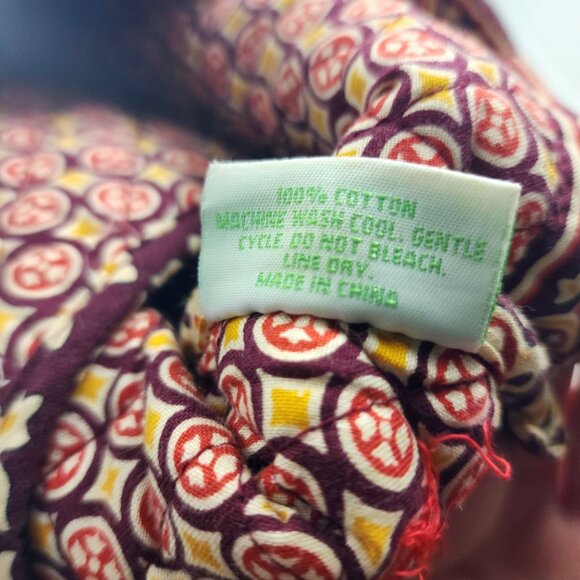 100% COTTON
MACHINE WASH COOL. GENTLE
CYCLE DO NOT BLEACH.
LINE DRY.
MADE IN CHINA